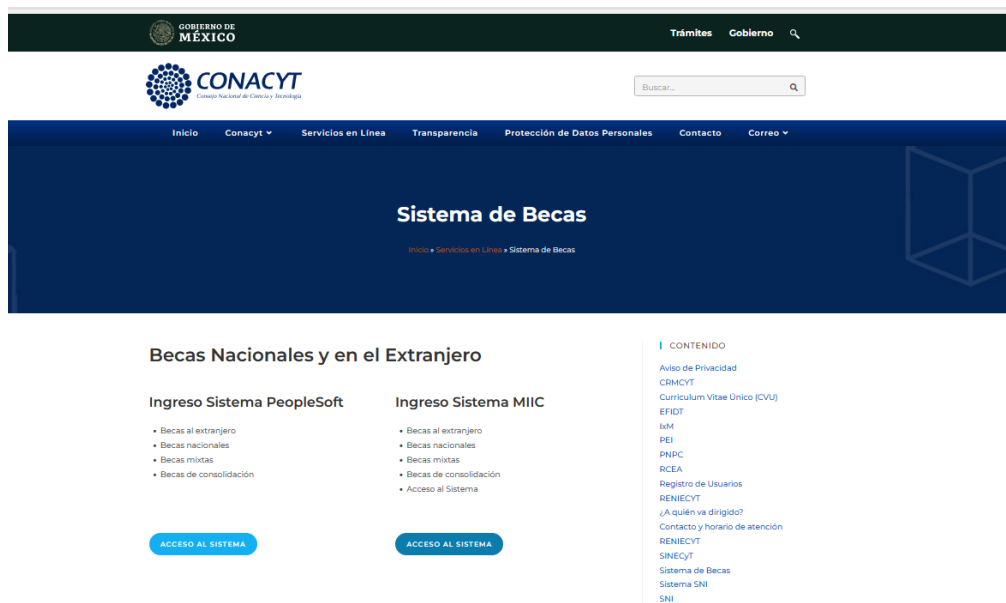 GOBIERNO DE
MÉXICO
Trámites Gobierno
CONACYT
Consejo Nacional de Ciencia y Tecnología
Buscar...
Inicio Conacyt Servicios en Línea Transparencia Protección de Datos Personales Contacto Correo
Sistema de Becas
Inicio » Servicios en Línea » Sistema de Becas
Becas Nacionales y en el Extranjero
Ingreso Sistema PeopleSoft
• Becas al extranjero
• Becas nacionales
• Becas mixtas
• Becas de consolidación
ACCESO AL SISTEMA
Ingreso Sistema MIIC
• Becas al extranjero
• Becas nacionales
• Becas mixtas
• Becas de consolidación
• Acceso al Sistema
ACCESO AL SISTEMA
CONTENIDO
Aviso de Privacidad
CRMCYT
Curriculum Vitae Único (CVU)
EFIDT
IxM
PEI
PNPC
RCEA
Registro de Usuarios
RENIECYT
¿A quién va dirigido?
Contacto y horario de atención
RENIECYT
SINECyT
Sistema de Becas
Sistema SNI
SNI